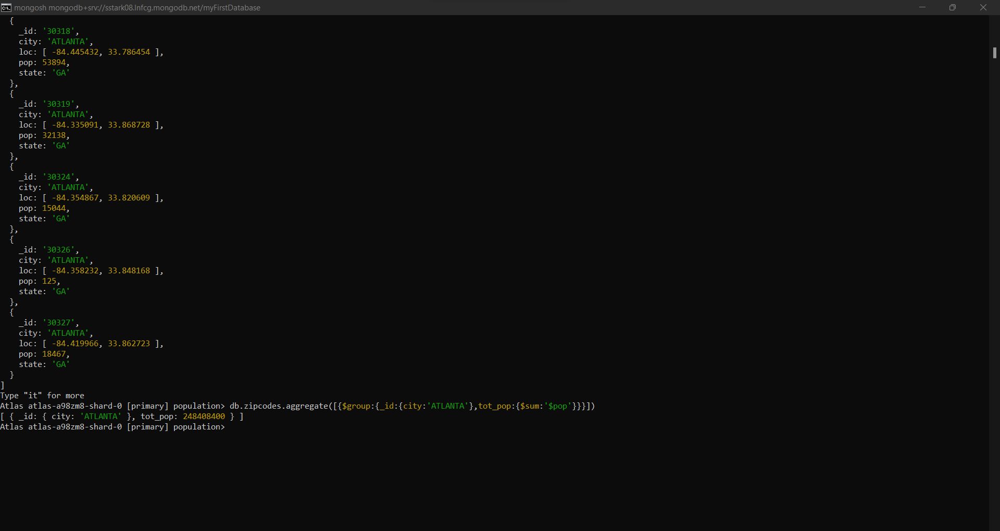 mongosh mongodb+srv://sstark08.lnfcg.mongodb.net/myFirstDatabase
{
_id: '30318',
city: 'ATLANTA',
loc: [ -84.445432, 33.786454 ],
pop: 53894,
state: 'GA'
},
{
_id: '30319',
city: 'ATLANTA',
loc: [ -84.335091, 33.868728 ],
pop: 32138,
state: 'GA'
},
{
_id: '30324',
city: 'ATLANTA',
loc: [ -84.354867, 33.820609 ],
pop: 15044,
state: 'GA'
},
{
_id: '30326',
city: 'ATLANTA',
loc: [ -84.358232, 33.848168 ],
pop: 125,
state: 'GA'
},
{
_id: '30327',
city: 'ATLANTA',
loc: [ -84.419966, 33.862723 ],
pop: 18467,
state: 'GA'
}
]
Type "it" for more
Atlas atlas-a98zm8-shard-0 [primary] population> db.zipcodes.aggregate([{$group:{_id:{city:'ATLANTA'},tot_pop:{$sum:'$pop'}}}])
[ { _id: { city: 'ATLANTA' }, tot_pop: 248408400 } ]
Atlas atlas-a98zm8-shard-0 [primary] population>